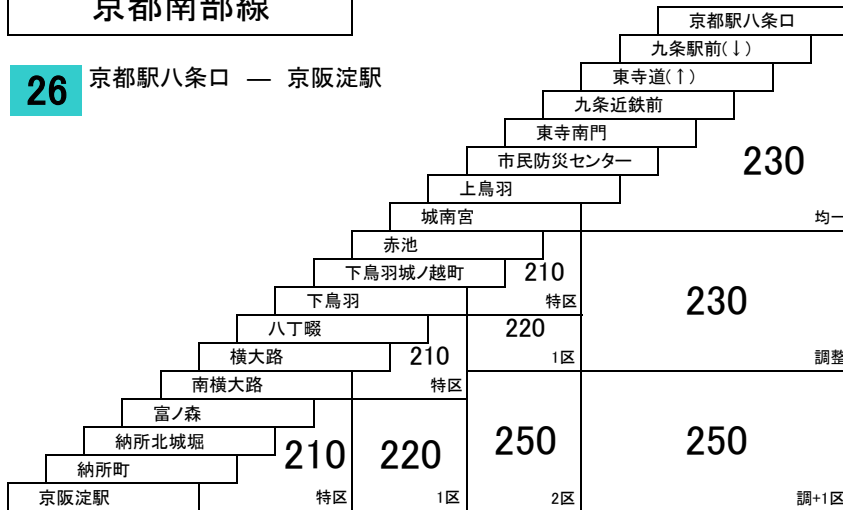 京都南部線
京都駅八条口
九条駅前(↓)
26 京都駅八条口 ― 京阪淀駅
東寺道(↑)
九条近鉄前
東寺南門
市民防災センター
230
上鳥羽
城南宮
均一
赤池
下鳥羽城ノ越町
210
下鳥羽
特区
230
八丁畷
220
横大路
210
1区
調整
南横大路
特区
富ノ森
納所北城堀
210
220
250
250
納所町
京阪淀駅
特区
1区
2区
調+1区